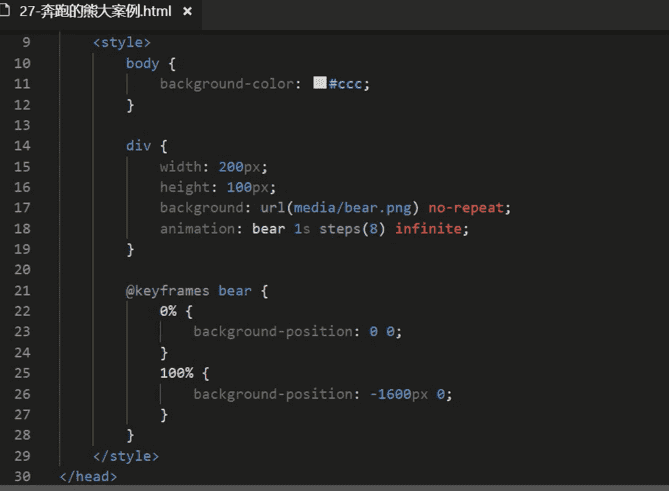 27-奔跑的熊大案例.html ×
9 <style>
10 body {
11 background-color: #ccc;
12 }
13
14 div {
15 width: 200px;
16 height: 100px;
17 background: url(media/bear.png) no-repeat;
18 animation: bear 1s steps(8) infinite;
19 }
20
21 @keyframes bear {
22 0% {
23 background-position: 0 0;
24 }
25 100% {
26 background-position: -1600px 0;
27 }
28 }
29 </style>
30 </head>